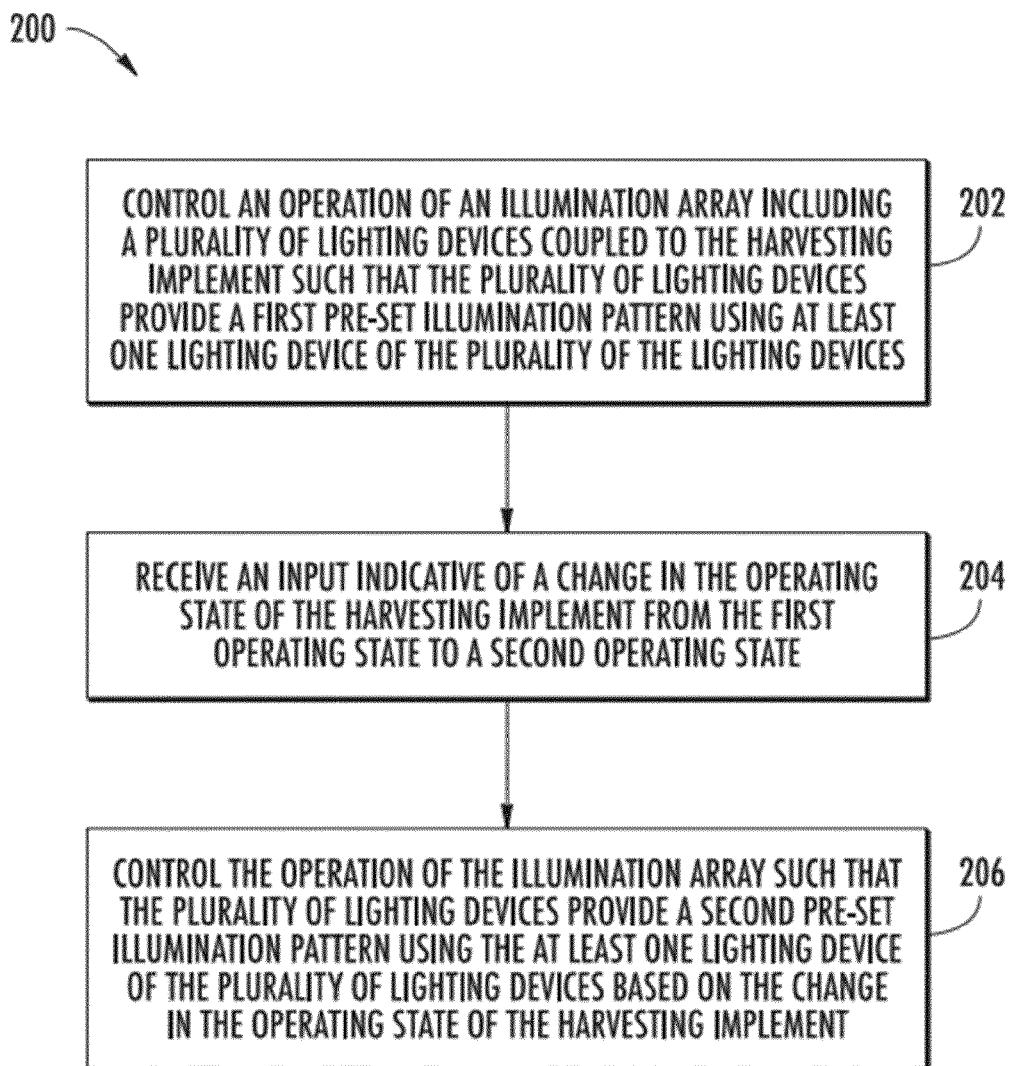 200
CONTROL AN OPERATION OF AN ILLUMINATION ARRAY INCLUDING
A PLURALITY OF LIGHTING DEVICES COUPLED TO THE HARVESTING
IMPLEMENT SUCH THAT THE PLURALITY OF LIGHTING DEVICES
PROVIDE A FIRST PRE-SET ILLUMINATION PATTERN USING AT LEAST
ONE LIGHTING DEVICE OF THE PLURALITY OF THE LIGHTING DEVICES
202
RECEIVE AN INPUT INDICATIVE OF A CHANGE IN THE OPERATING
STATE OF THE HARVESTING IMPLEMENT FROM THE FIRST
OPERATING STATE TO A SECOND OPERATING STATE
204
CONTROL THE OPERATION OF THE ILLUMINATION ARRAY SUCH THAT
THE PLURALITY OF LIGHTING DEVICES PROVIDE A SECOND PRE-SET
ILLUMINATION PATTERN USING THE AT LEAST ONE LIGHTING DEVICE
OF THE PLURALITY OF LIGHTING DEVICES BASED ON THE CHANGE
IN THE OPERATING STATE OF THE HARVESTING IMPLEMENT
206